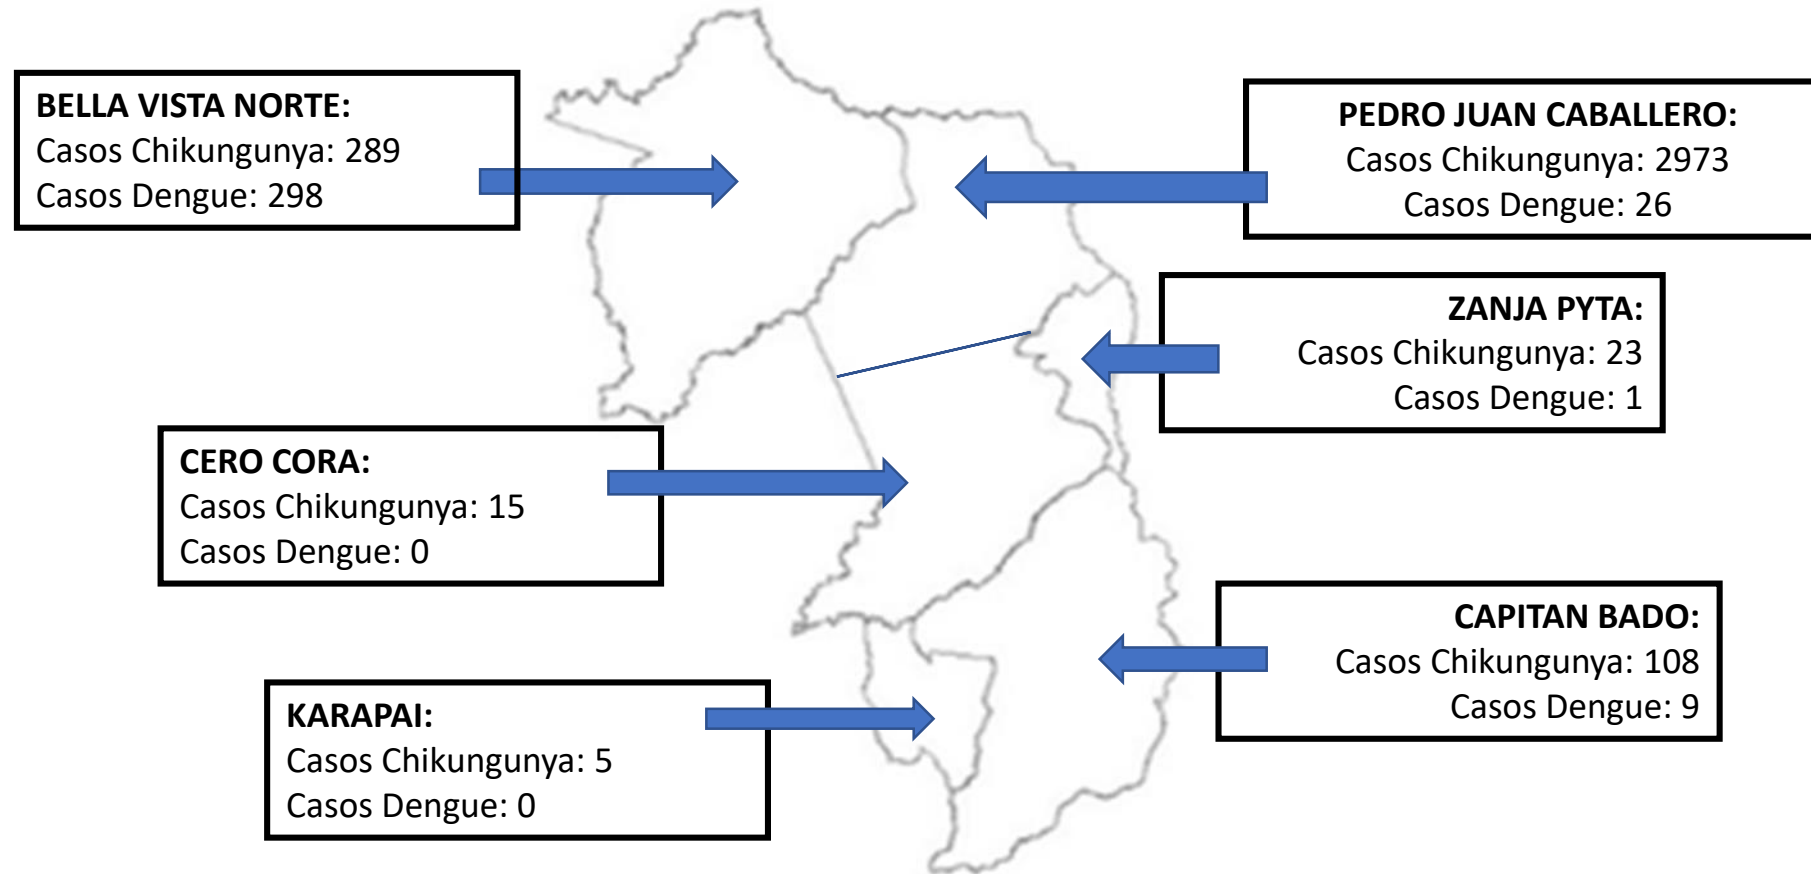 BELLA VISTA NORTE:
Casos Chikungunya: 289
Casos Dengue: 298
PEDRO JUAN CABALLERO:
Casos Chikungunya: 2973
Casos Dengue: 26
ZANJA PYTA:
Casos Chikungunya: 23
Casos Dengue: 1
CERO CORA:
Casos Chikungunya: 15
Casos Dengue: 0
CAPITAN BADO:
Casos Chikungunya: 108
Casos Dengue: 9
KARAPAI:
Casos Chikungunya: 5
Casos Dengue: 0